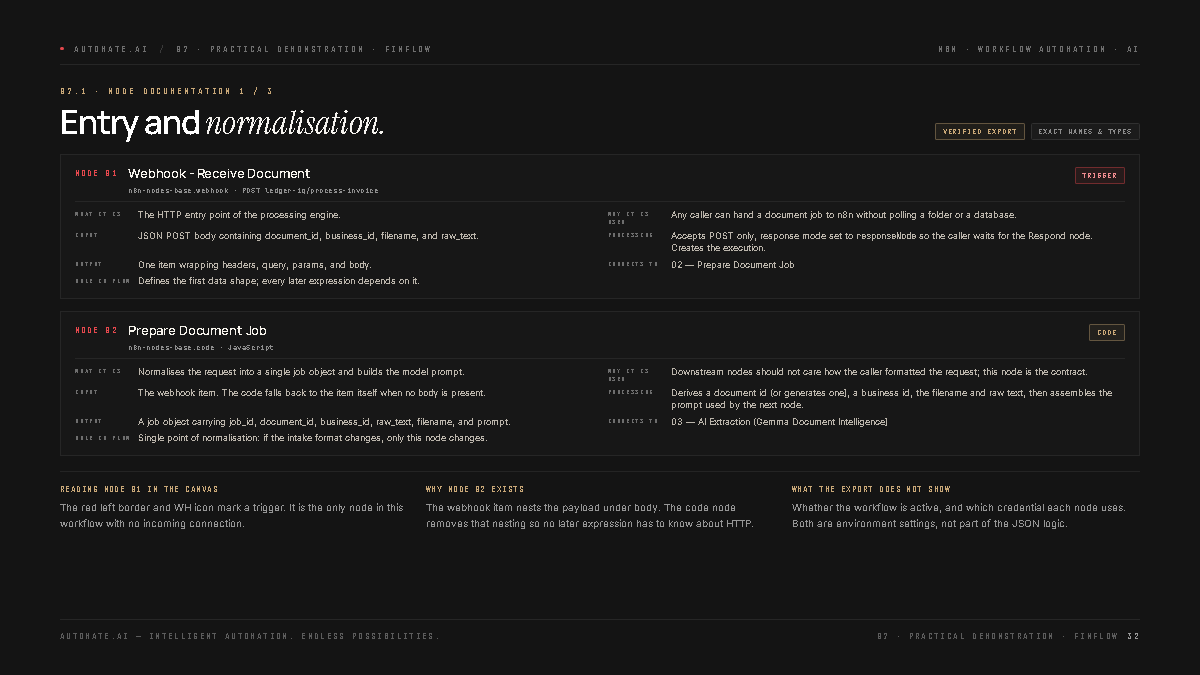 AUTOMATE.AI / 07 · PRACTICAL DEMONSTRATION · FINFLOW
N8N · WORKFLOW AUTOMATION · AI
07.1 · NODE DOCUMENTATION 1 / 3
Entry and normalisation.
VERIFIED EXPORT
EXACT NAMES & TYPES
NODE 01 Webhook - Receive Document
TRIGGER
n8n-nodes-base.webhook · POST ledger-iq/process-invoice
WHAT IT IS The HTTP entry point of the processing engine.
WHY IT IS USED Any caller can hand a document job to n8n without polling a folder or a database.
INPUT JSON POST body containing document_id, business_id, filename, and raw_text.
PROCESSING Accepts POST only, response mode set to responseNode so the caller waits for the Respond node.
Creates the execution.
OUTPUT One item wrapping headers, query, params, and body.
CONNECTS TO 02 — Prepare Document Job
ROLE IN FLOW Defines the first data shape; every later expression depends on it.
NODE 02 Prepare Document Job
CODE
n8n-nodes-base.code · JavaScript
WHAT IT IS Normalises the request into a single job object and builds the model prompt.
WHY IT IS USED Downstream nodes should not care how the caller formatted the request; this node is the contract.
INPUT The webhook item. The code falls back to the item itself when no body is present.
PROCESSING Derives a document id (or generates one), a business id, the filename and raw text, then assembles the
prompt used by the next node.
OUTPUT A job object carrying job_id, document_id, business_id, raw_text, filename, and prompt.
CONNECTS TO 03 — AI Extraction (Gemma Document Intelligence)
ROLE IN FLOW Single point of normalisation: if the intake format changes, only this node changes.
READING NODE 01 IN THE CANVAS
The red left border and WH icon mark a trigger. It is the only node in this
workflow with no incoming connection.
WHY NODE 02 EXISTS
The webhook item nests the payload under body. The code node
removes that nesting so no later expression has to know about HTTP.
WHAT THE EXPORT DOES NOT SHOW
Whether the workflow is active, and which credential each node uses.
Both are environment settings, not part of the JSON logic.
AUTOMATE.AI — INTELLIGENT AUTOMATION. ENDLESS POSSIBILITIES.
07 · PRACTICAL DEMONSTRATION · FINFLOW 32